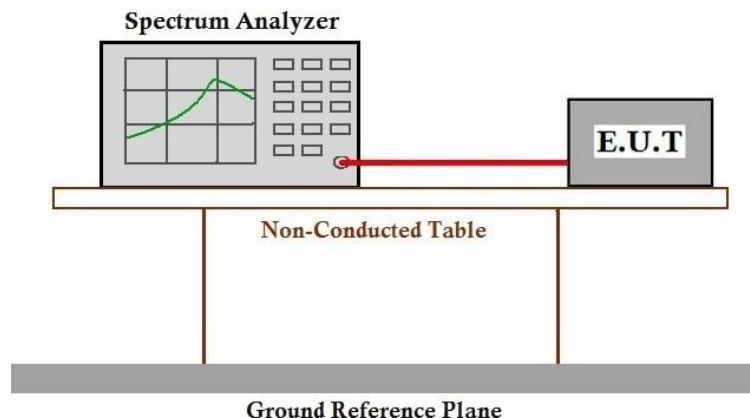 Spectrum Analyzer
E.U.T
Non-Conducted Table
Ground Reference Plane